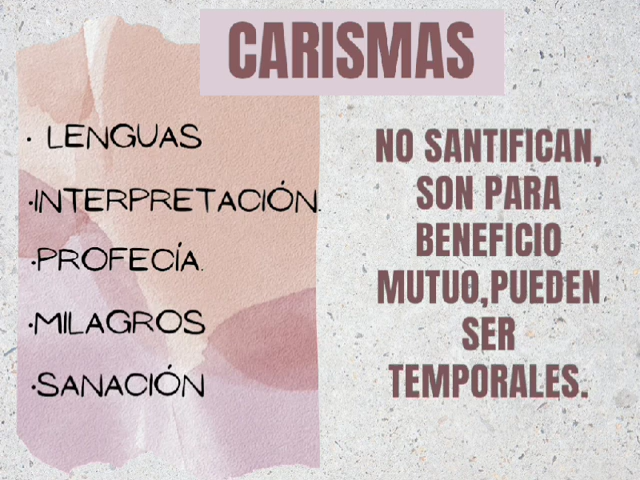 CARISMAS
· LENGUAS
·INTERPRETACIÓN.
·PROFECÍA.
·MILAGROS
·SANACIÓN
NO SANTIFICAN,
SON PARA
BENEFICIO
MUTUO,PUEDEN
SER
TEMPORALES.